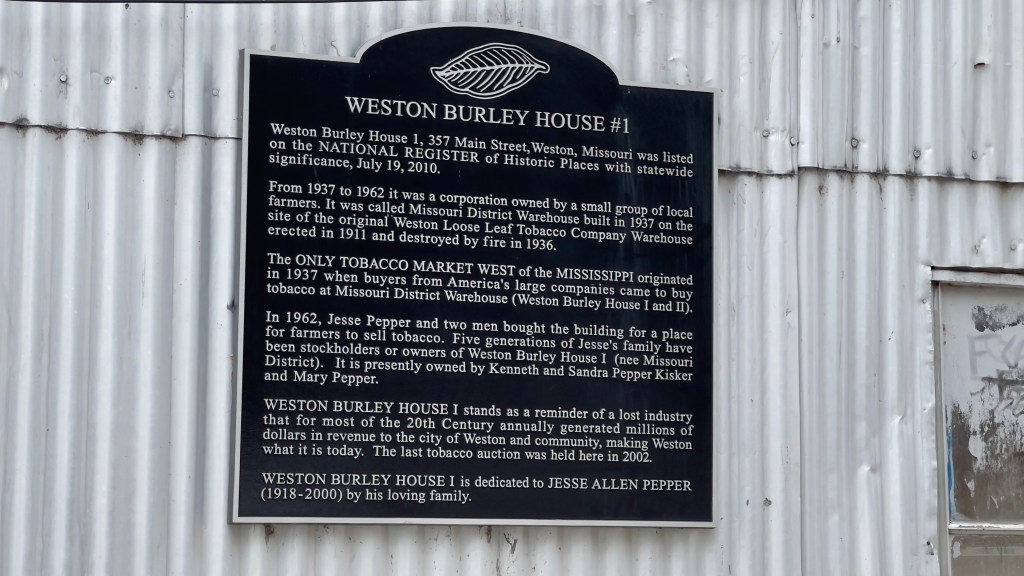 WESTON BURLEY HOUSE #1
Weston Burley House 1, 357 Main Street, Weston, Missouri was listed
on the NATIONAL REGISTER of Historic Places with statewide
significance, July 19, 2010.
From 1937 to 1962 it was a corporation owned by a small group of local
farmers. It was called Missouri District Warehouse built in 1937 on the
site of the original Weston Loose Leaf Tobacco Company Warehouse
erected in 1911 and destroyed by fire in 1936.
The ONLY TOBACCO MARKET WEST of the MISSISSIPPI originated
in 1937 when buyers from America's large companies came to buy
tobacco at Missouri District Warehouse (Weston Burley House I and II).
In 1962, Jesse Pepper and two men bought the building for a place
for farmers to sell tobacco. Five generations of Jesse's family have
been stockholders or owners of Weston Burley House I (nee Missouri
District). It is presently owned by Kenneth and Sandra Pepper Kisker
and Mary Pepper.
WESTON BURLEY HOUSE I stands as a reminder of a lost industry
that for most of the 20th Century annually generated millions of
dollars in revenue to the city of Weston and community, making Weston
what it is today. The last tobacco auction was held here in 2002.
WESTON BURLEY HOUSE I is dedicated to JESSE ALLEN PEPPER
(1918-2000) by his loving family.